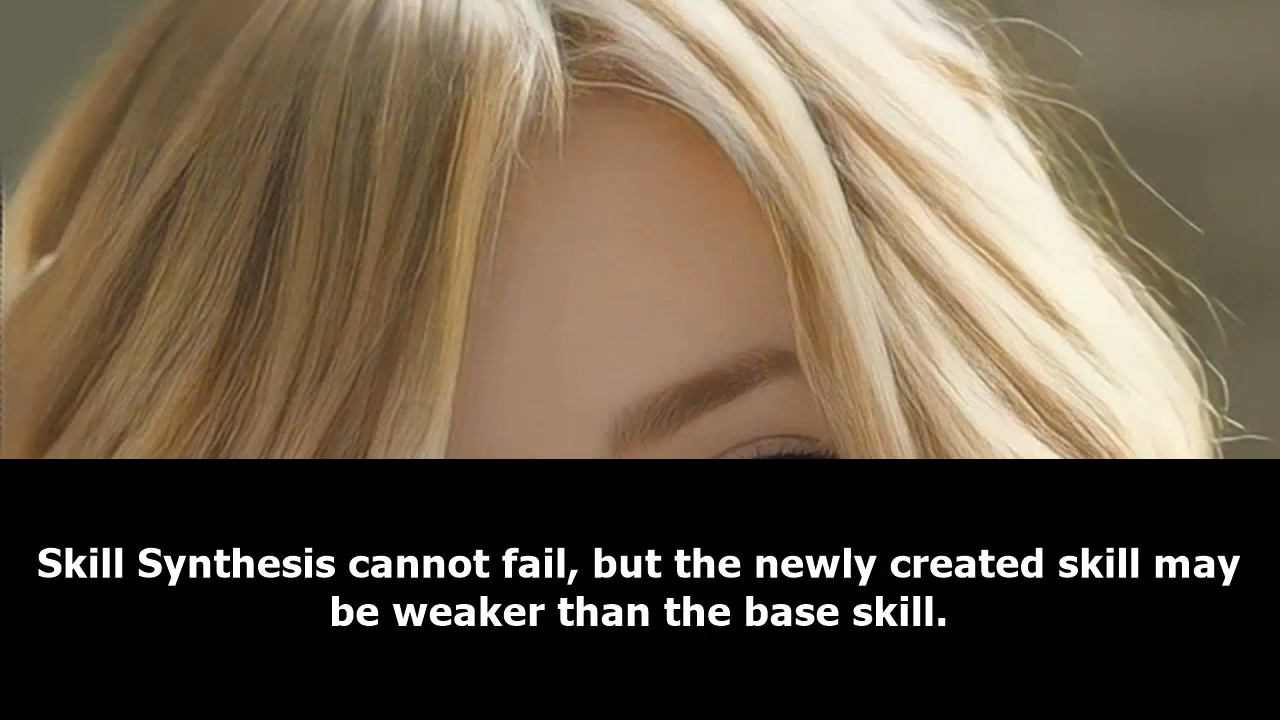 Skill Synthesis cannot fail, but the newly created skill may
be weaker than the base skill.